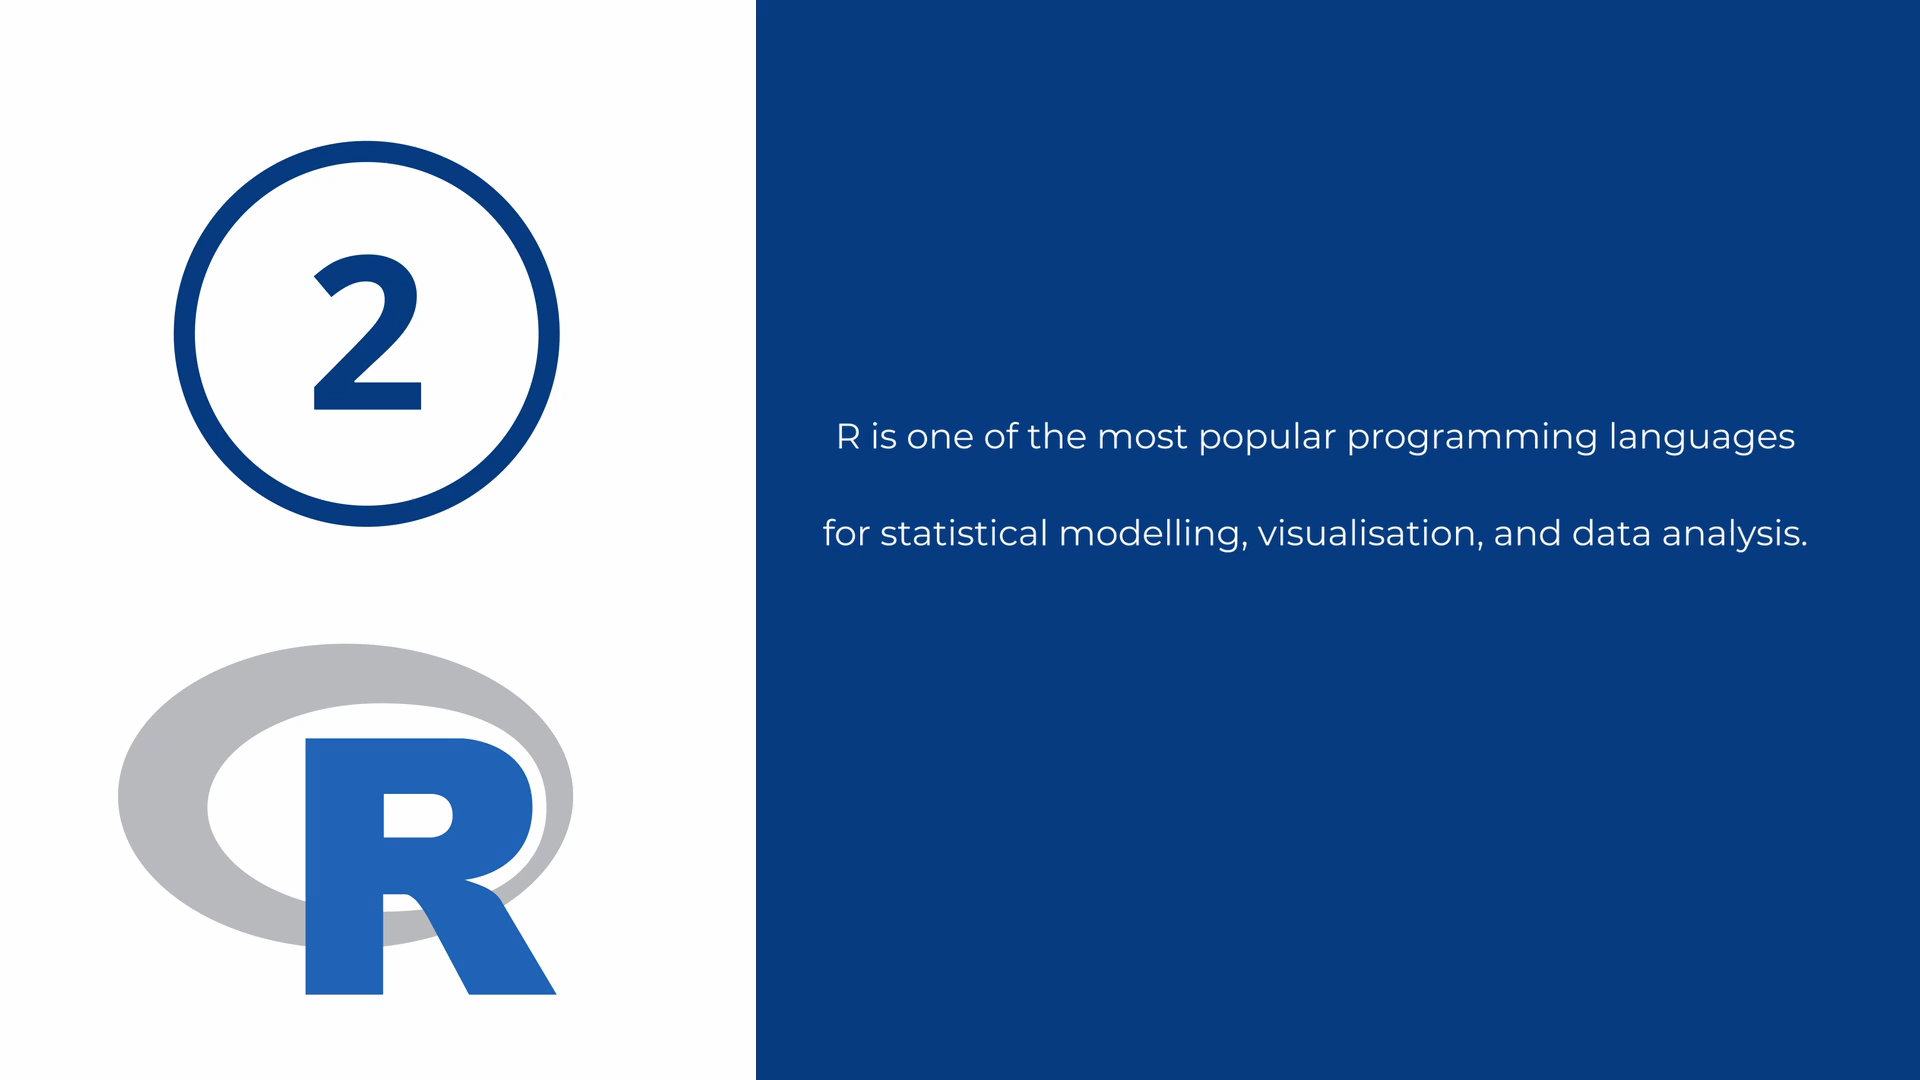 2
R
R is one of the most popular programming languages
for statistical modelling, visualisation, and data analysis.